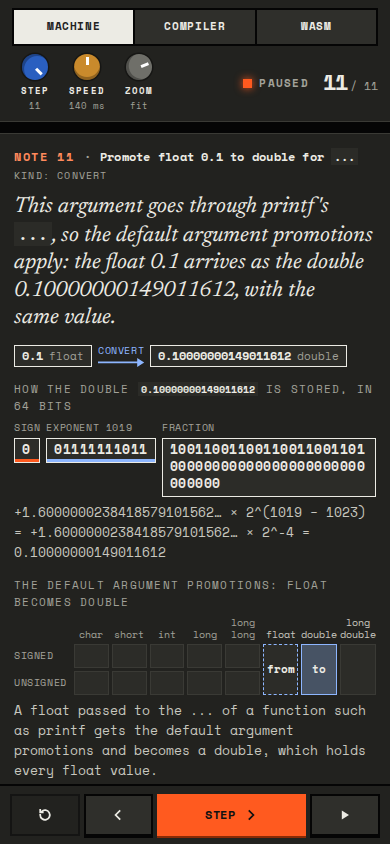 MACHINE COMPILER WASM
STEP SPEED ZOOM
11 140 ms fit
PAUSED 11 / 11
NOTE 11 · Promote float 0.1 to double for ...
KIND: CONVERT
This argument goes through printf's
..., so the default argument promotions
apply: the float 0.1 arrives as the double
0.10000000149011612, with the
same value.
0.1 float CONVERT 0.10000000149011612 double
HOW THE DOUBLE 0.10000000149011612 IS STORED, IN
64 BITS
SIGN EXPONENT 1019 FRACTION
0 01111111011 1001100110011001100110​1
0000000000000000000000​0
000000
+1.6000000238418579101562… × 2^(1019 − 1023)
= +1.6000000238418579101562… × 2^-4 =
0.10000000149011612
THE DEFAULT ARGUMENT PROMOTIONS: FLOAT
BECOMES DOUBLE
char short int long long long float double long double
SIGNED
from to
UNSIGNED
A float passed to the ... of a function such
as printf gets the default argument
promotions and becomes a double, which holds
every float value.
STEP